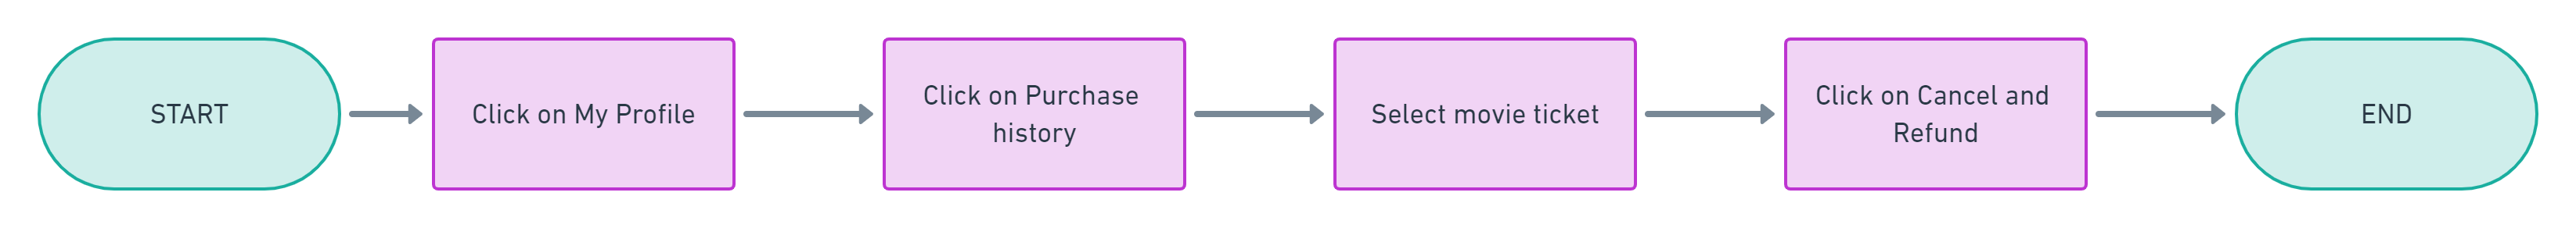 START
Click on My Profile
Click on Purchase
history
Select movie ticket
Click on Cancel and
Refund
END